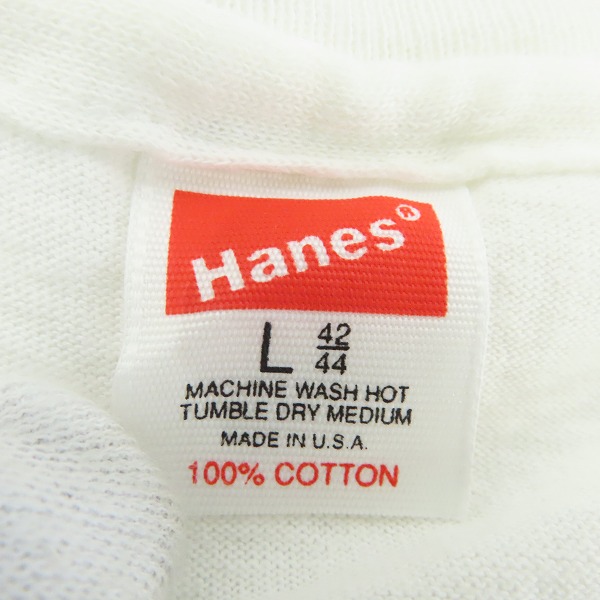 Hanes®
L 42/44
MACHINE WASH HOT
TUMBLE DRY MEDIUM
MADE IN U.S.A.
100% COTTON